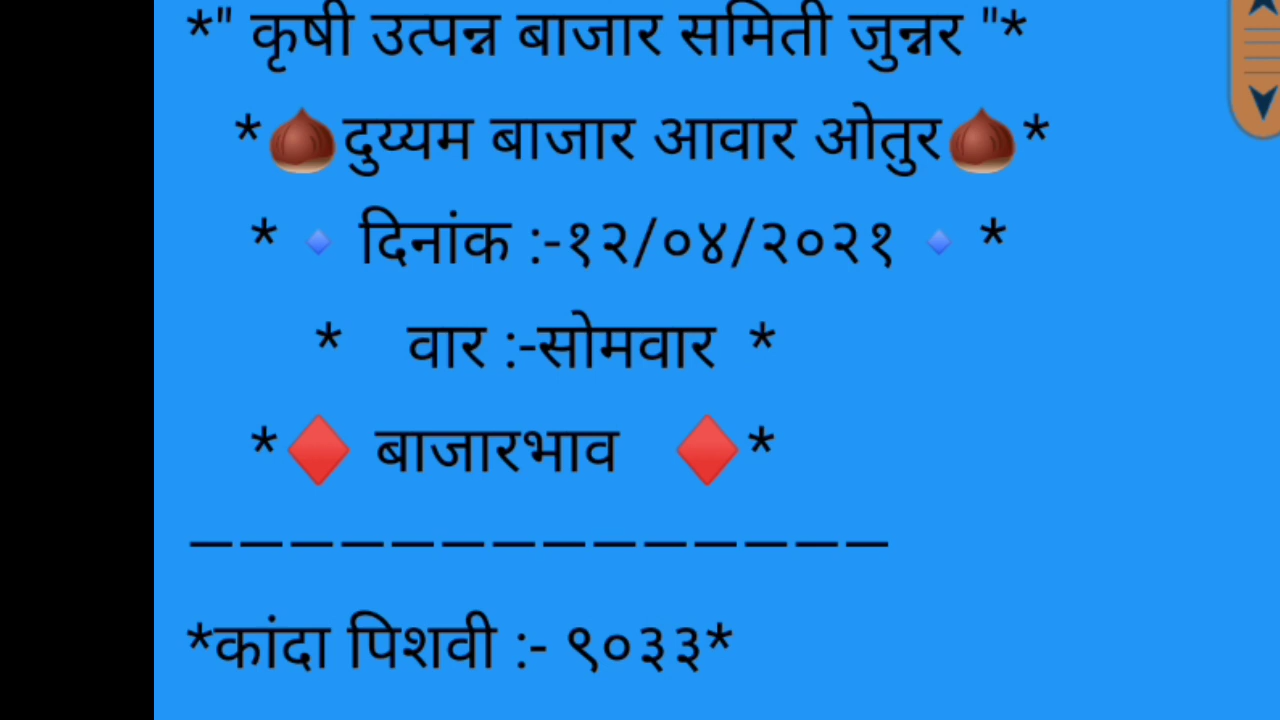 *" कृषी उत्पन्न बाजार समिती जुन्नर "*
*🌰दुय्यम बाजार आवार ओतुर🌰*
*🔹दिनांक :-१२/०४/२०२१🔹*
* वार :-सोमवार *
*♦️ बाजारभाव ♦️*
———————————————
*कांदा पिशवी :- ९०३३*